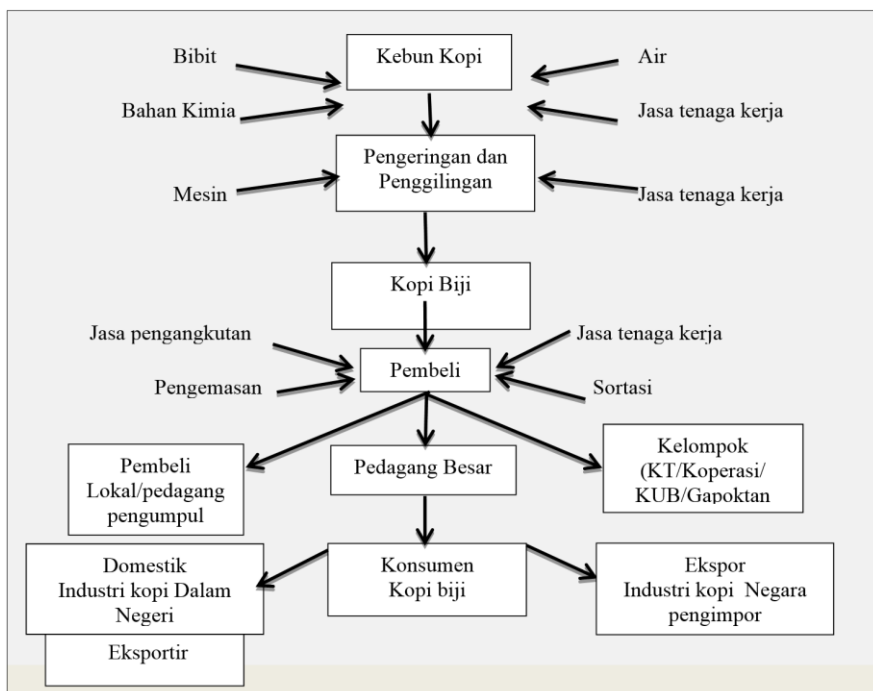 Bibit
Kebun Kopi
Air
Bahan Kimia
Jasa tenaga kerja
Pengeringan dan
Penggilingan
Mesin
Jasa tenaga kerja
Kopi Biji
Jasa pengangkutan
Jasa tenaga kerja
Pembeli
Pengemasan
Sortasi
Pembeli
Lokal/pedagang
pengumpul
Pedagang Besar
Kelompok
(KT/Koperasi/
KUB/Gapoktan
Domestik
Industri kopi Dalam
Negeri
Konsumen
Kopi biji
Ekspor
Industri kopi  Negara
pengimpor
Eksportir